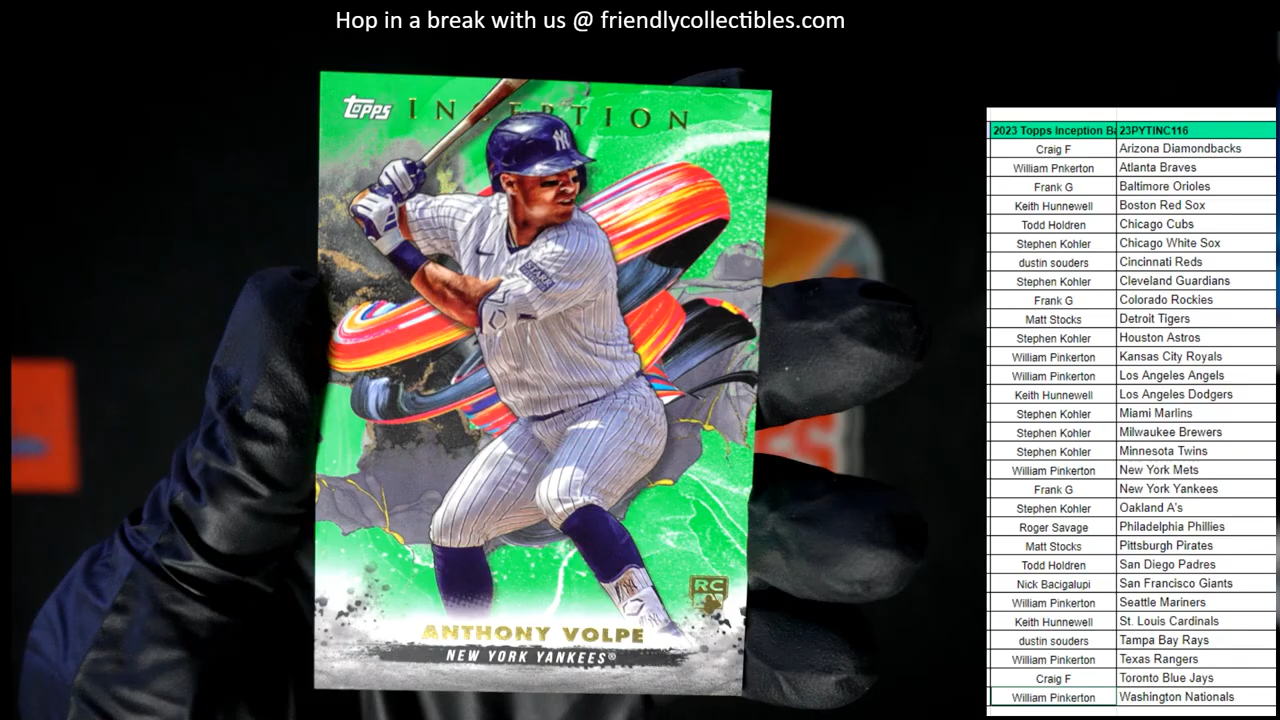 Hop in a break with us @ friendlycollectibles.com
TOPPS INCEPTION
NY
RC
ANTHONY VOLPE
NEW YORK YANKEES®
2023 Topps Inception Ba 23PYTINC116
Craig F Arizona Diamondbacks
William Pnkerton Atlanta Braves
Frank G Baltimore Orioles
Keith Hunnewell Boston Red Sox
Todd Holdren Chicago Cubs
Stephen Kohler Chicago White Sox
dustin souders Cincinnati Reds
Stephen Kohler Cleveland Guardians
Frank G Colorado Rockies
Matt Stocks Detroit Tigers
Stephen Kohler Houston Astros
William Pinkerton Kansas City Royals
William Pinkerton Los Angeles Angels
Keith Hunnewell Los Angeles Dodgers
Stephen Kohler Miami Marlins
Stephen Kohler Milwaukee Brewers
Stephen Kohler Minnesota Twins
William Pinkerton New York Mets
Frank G New York Yankees
Stephen Kohler Oakland A's
Roger Savage Philadelphia Phillies
Matt Stocks Pittsburgh Pirates
Todd Holdren San Diego Padres
Nick Bacigalupi San Francisco Giants
William Pinkerton Seattle Mariners
Keith Hunnewell St. Louis Cardinals
dustin souders Tampa Bay Rays
William Pinkerton Texas Rangers
Craig F Toronto Blue Jays
William Pinkerton Washington Nationals